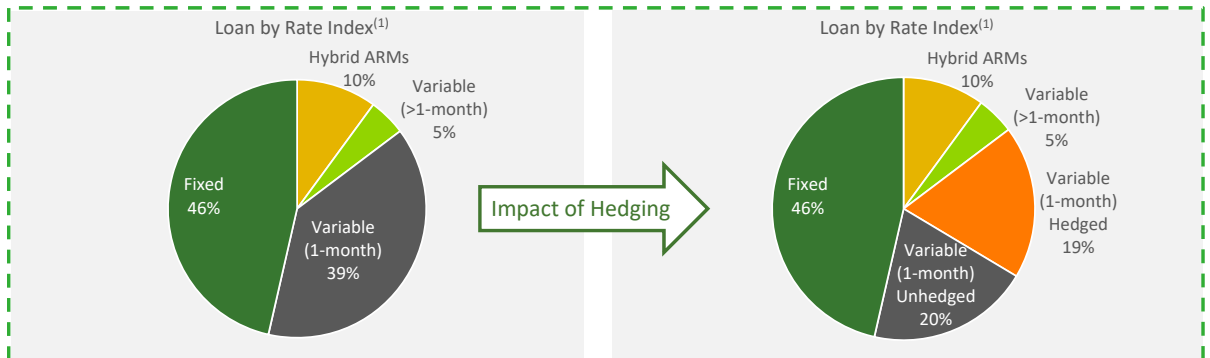 Loan by Rate Index(1)
Hybrid ARMs
10%
Variable
(>1-month)
5%
Fixed
46%
Variable
(1-month)
39%
Impact of Hedging
Loan by Rate Index(1)
Hybrid ARMs
10%
Variable
(>1-month)
5%
Fixed
46%
Variable
(1-month)
Hedged
19%
Variable
(1-month)
Unhedged
20%